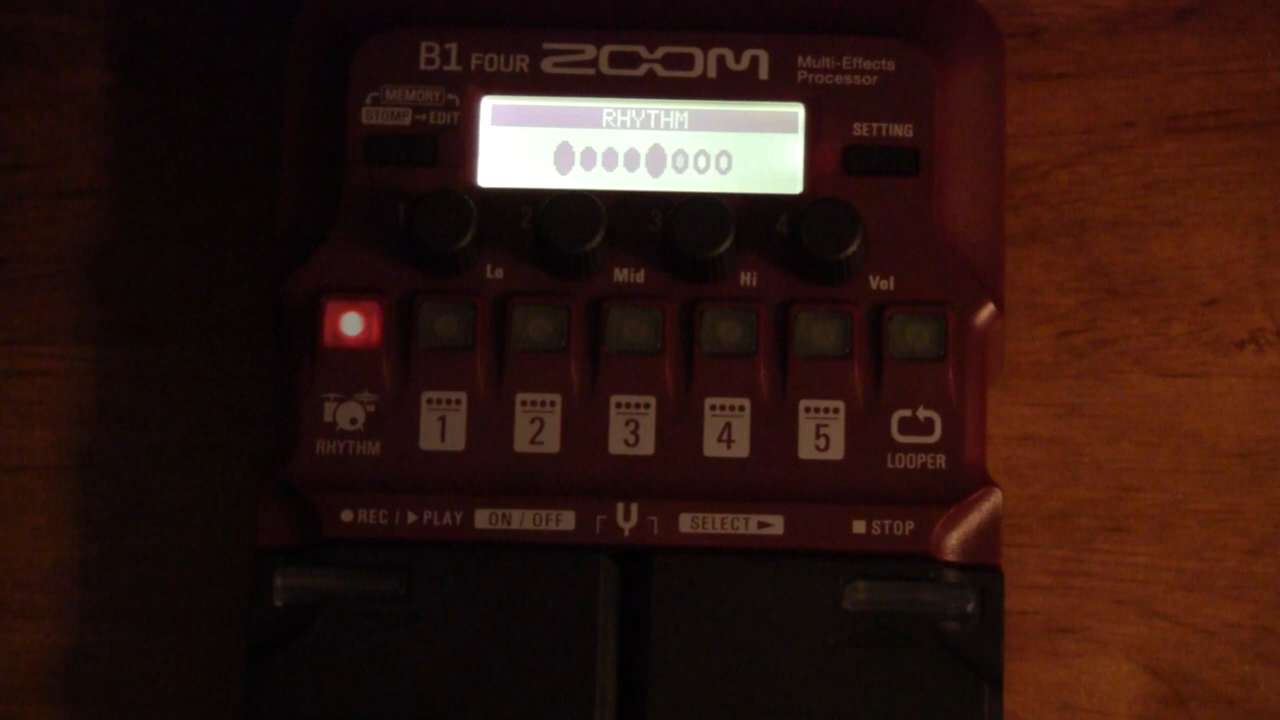 B1 FOUR ZOOM Multi-Effects
Processor
MEMORY
STOMP → EDIT
RHYTHM
SETTING
1 2 3 4
Lo Mid Hi Vol
1 2 3 4 5
RHYTHM LOOPER
●REC / ▶PLAY ON / OFF SELECT ► ■ STOP